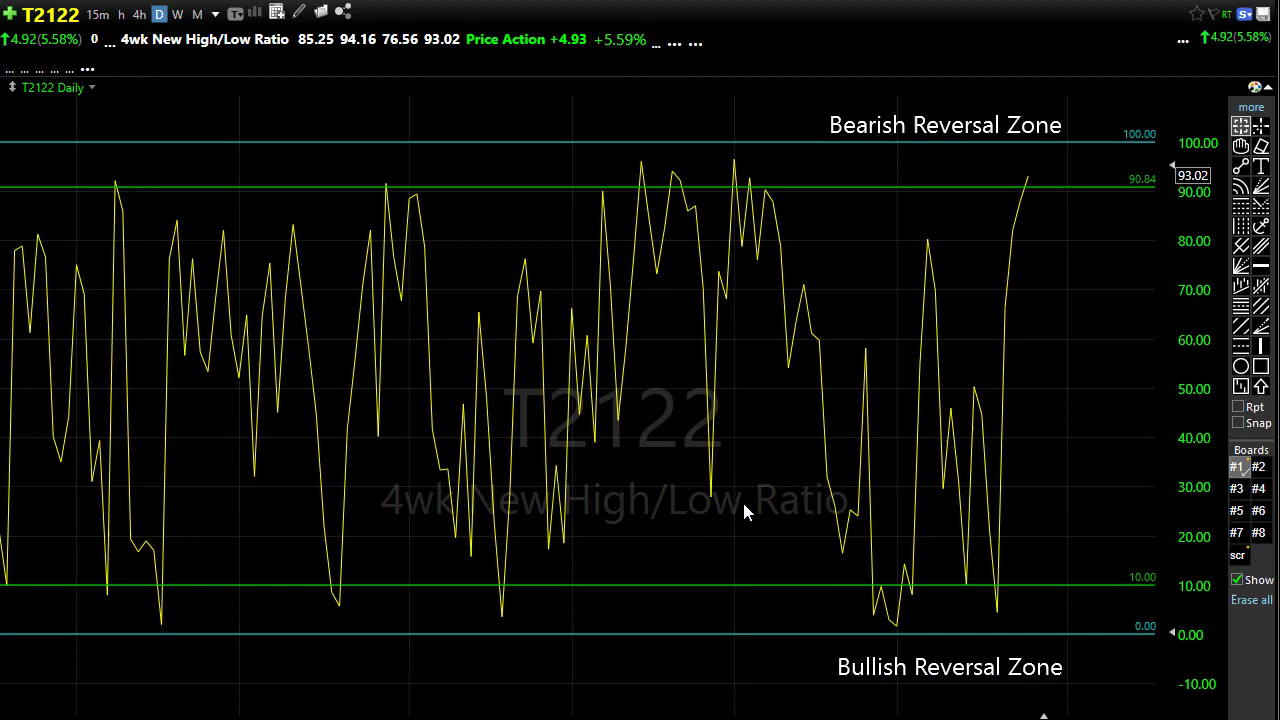 T2122 15m h 4h D W M T RT S
4.92(5.58%) 0 ... 4wk New High/Low Ratio 85.25 94.16 76.56 93.02 Price Action +4.93 +5.59% ... ... ... ... 4.92(5.58%)
... ... ... ... ... ...
T2122 Daily
more
Bearish Reversal Zone
100.00 100.00
93.02
90.84 90.00
80.00
70.00
60.00
50.00
40.00
30.00
20.00
10.00 10.00
0.00 0.00
-10.00
T2122
4wk New High/Low Ratio
Bullish Reversal Zone
T
Rpt
Snap
Boards
#1 #2
#3 #4
#5 #6
#7 #8
scr
Show
Erase all